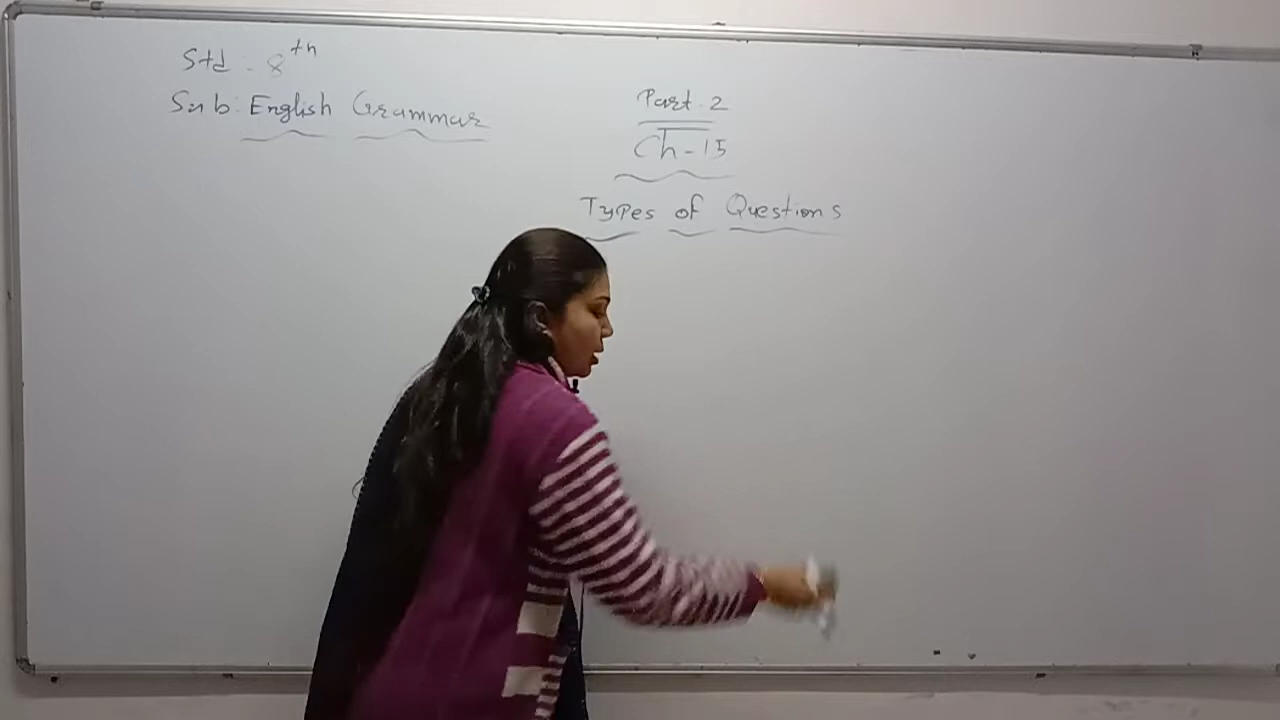 Std - 8th
Sub: English Grammar
Part-2
Ch-15
Types of Questions